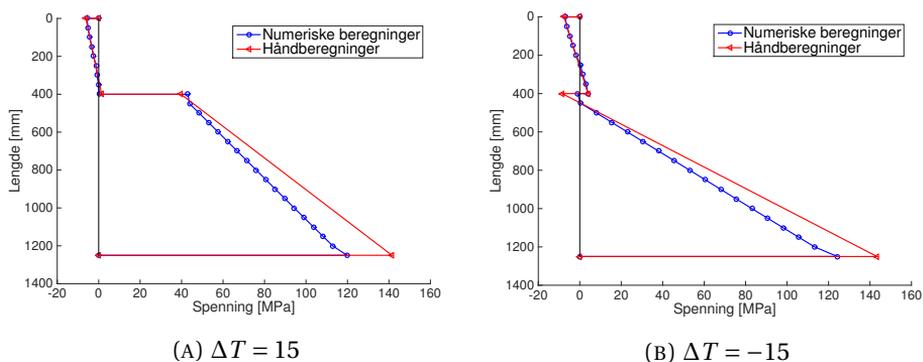 Numeriske beregninger
Håndberegninger
0
200
400
600
800
1000
1200
1400
Lengde [mm]
-20 0 20 40 60 80 100 120 140 160
Spenning [MPa]
(A) ΔT = 15
Numeriske beregninger
Håndberegninger
0
200
400
600
800
1000
1200
1400
Lengde [mm]
-20 0 20 40 60 80 100 120 140 160
Spenning [MPa]
(B) ΔT = −15